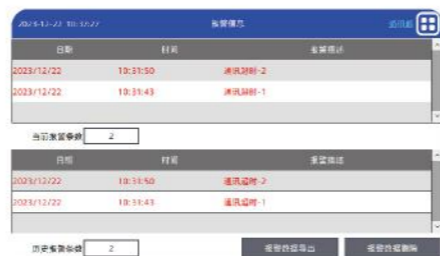 2023-12-22 10:32:27 报警信息
日期 时间 报警描述
2023/12/22 10:31:50 通讯超时-2
2023/12/22 10:31:43 通讯超时-1
当前报警条数 2
日期 时间 报警描述
2023/12/22 10:31:50 通讯超时-2
2023/12/22 10:31:43 通讯超时-1
历史报警条数 2 报警数据导出 报警数据删除